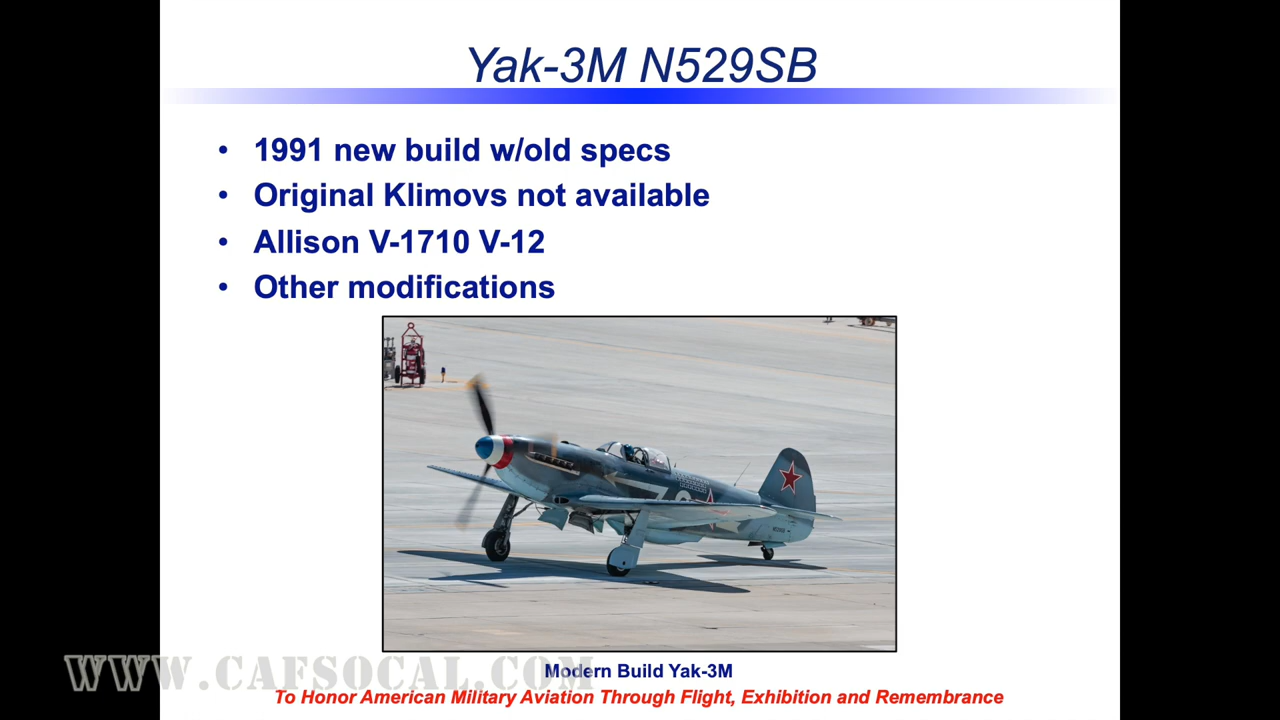 Yak-3M N529SB
• 1991 new build w/old specs
• Original Klimovs not available
• Allison V-1710 V-12
• Other modifications
Modern Build Yak-3M
WWW.CAFSOCAL.COM
To Honor American Military Aviation Through Flight, Exhibition and Remembrance